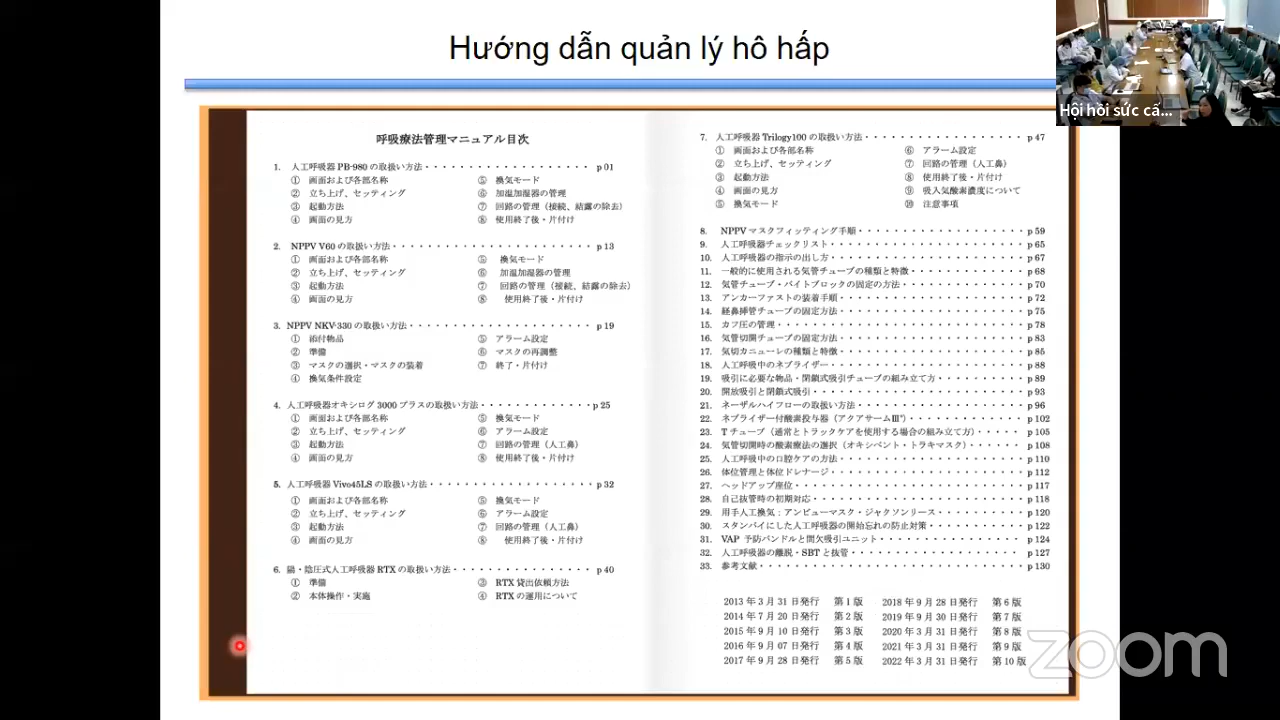 Hướng dẫn quản lý hô hấp
Hội hồi sức cấ...
呼吸療法管理マニュアル目次
1. 人工呼吸器 PB-980 の取扱い方法 p 01
① 画面および各部名称
② 立ち上げ、セッティング
③ 起動方法
④ 画面の見方
⑤ 換気モード
⑥ 加温加湿器の管理
⑦ 回路の管理(接続、結露の除去)
⑧ 使用終了後・片付け
2. NPPV V60 の取扱い方法 p 13
① 画面および各部名称
② 立ち上げ、セッティング
③ 起動方法
④ 画面の見方
⑤ 換気モード
⑥ 加温加湿器の管理
⑦ 回路の管理(接続、結露の除去)
⑧ 使用終了後・片付け
3. NPPV NKV-330 の取扱い方法 p 19
① 添付物品
② 準備
③ マスクの選択・マスクの装着
④ 換気条件設定
⑤ アラーム設定
⑥ マスクの再調整
⑦ 終了・片付け
4. 人工呼吸器オキシログ 3000 プラスの取扱い方法 p 25
① 画面および各部名称
② 立ち上げ、セッティング
③ 起動方法
④ 画面の見方
⑤ 換気モード
⑥ アラーム設定
⑦ 回路の管理(人工鼻)
⑧ 使用終了後・片付け
5. 人工呼吸器 Vivo45LS の取扱い方法 p 32
① 画面および各部名称
② 立ち上げ、セッティング
③ 起動方法
④ 画面の見方
⑤ 換気モード
⑥ アラーム設定
⑦ 回路の管理(人工鼻)
⑧ 使用終了後・片付け
6. 陽・陰圧式人工呼吸器 RTX の取扱い方法 p 40
① 準備
② 本体操作・実施
③ RTX 貸出依頼方法
④ RTX の運用について
7. 人工呼吸器 Trilogy100 の取扱い方法 p 47
① 画面および各部名称
② 立ち上げ、セッティング
③ 起動方法
④ 画面の見方
⑤ 換気モード
⑥ アラーム設定
⑦ 回路の管理(人工鼻)
⑧ 使用終了後・片付け
⑨ 吸入気酸素濃度について
⑩ 注意事項
8. NPPV マスクフィッティング手順 p 59
9. 人工呼吸器チェックリスト p 65
10. 人工呼吸器の指示の出し方 p 67
11. 一般的に使用される気管チューブの種類と特徴 p 68
12. 気管チューブ・バイトブロックの固定の方法 p 70
13. アンカーファストの装着手順 p 72
14. 経鼻挿管チューブの固定方法 p 75
15. カフ圧の管理 p 78
16. 気管切開チューブの固定方法 p 83
17. 気切カニューレの種類と特徴 p 85
18. 人工呼吸中のネブライザー p 88
19. 吸引に必要な物品・閉鎖式吸引チューブの組み立て方 p 89
20. 開放吸引と閉鎖式吸引 p 93
21. ネーザルハイフローの取扱い方法 p 96
22. ネブライザー付酸素投与器(アクアサームⅢ®) p 102
23. T チューブ(通常とトラックケアを使用する場合の組み立て方) p 105
24. 気管切開時の酸素療法の選択(オキシベント・トラキマスク) p 108
25. 人工呼吸中の口腔ケアの方法 p 110
26. 体位管理と体位ドレナージ p 112
27. ヘッドアップ座位 p 117
28. 自己抜管時の初期対応 p 118
29. 用手人工換気:アンビューマスク・ジャクソンリース p 120
30. スタンバイにした人工呼吸器の開始忘れの防止対策 p 122
31. VAP 予防バンドルと間欠吸引ユニット p 124
32. 人工呼吸器の離脱・SBT と抜管 p 127
33. 参考文献 p 130
2013 年 3 月 31 日発行 第 1 版
2014 年 7 月 20 日発行 第 2 版
2015 年 9 月 10 日発行 第 3 版
2016 年 9 月 07 日発行 第 4 版
2017 年 9 月 28 日発行 第 5 版
2018 年 9 月 28 日発行 第 6 版
2019 年 9 月 30 日発行 第 7 版
2020 年 3 月 31 日発行 第 8 版
2021 年 3 月 31 日発行 第 9 版
2022 年 3 月 31 日発行 第 10 版
zoom